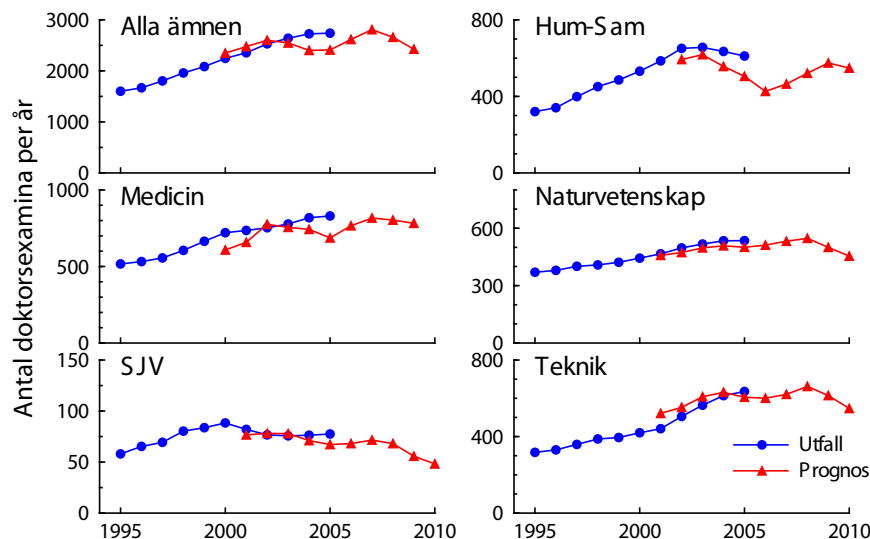 Antal doktorsexamina per år
Alla ämnen
3000
2000
1000
0
Hum-Sam
800
400
0
Medicin
1000
500
0
Naturvetenskap
600
300
0
SJV
150
100
50
0
1995 2000 2005 2010
Teknik
800
400
0
Utfall
Prognos
1995 2000 2005 2010